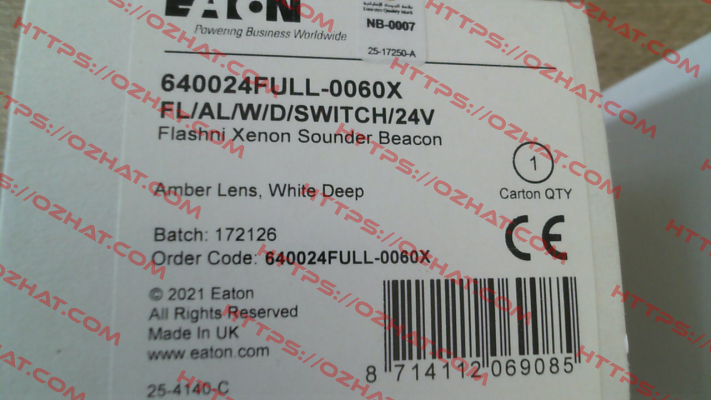 EATON
Powering Business Worldwide
NB-0007
25-17250-A
640024FULL-0060X
FL/AL/W/D/SWITCH/24V
Flashni Xenon Sounder Beacon
1
Carton QTY
Amber Lens, White Deep
Batch: 172126
Order Code: 640024FULL-0060X
CE
© 2021 Eaton
All Rights Reserved
Made In UK
www.eaton.com
8 714112 069085
25-4140-C
HTTPS://OZHAT.COM